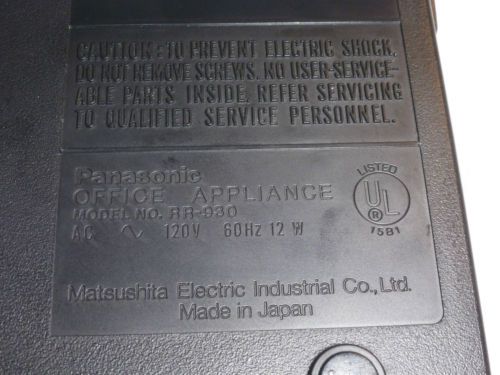 CAUTION: TO PREVENT ELECTRIC SHOCK,
DO NOT REMOVE SCREWS. NO USER-SERVICE-
ABLE PARTS INSIDE. REFER SERVICING
TO QUALIFIED SERVICE PERSONNEL.
Panasonic
OFFICE APPLIANCE
MODEL NO. RR-930
AC ∿ 120V 60Hz 12 W
LISTED
UL
®
15B1
Matsushita Electric Industrial Co., Ltd.
Made in Japan